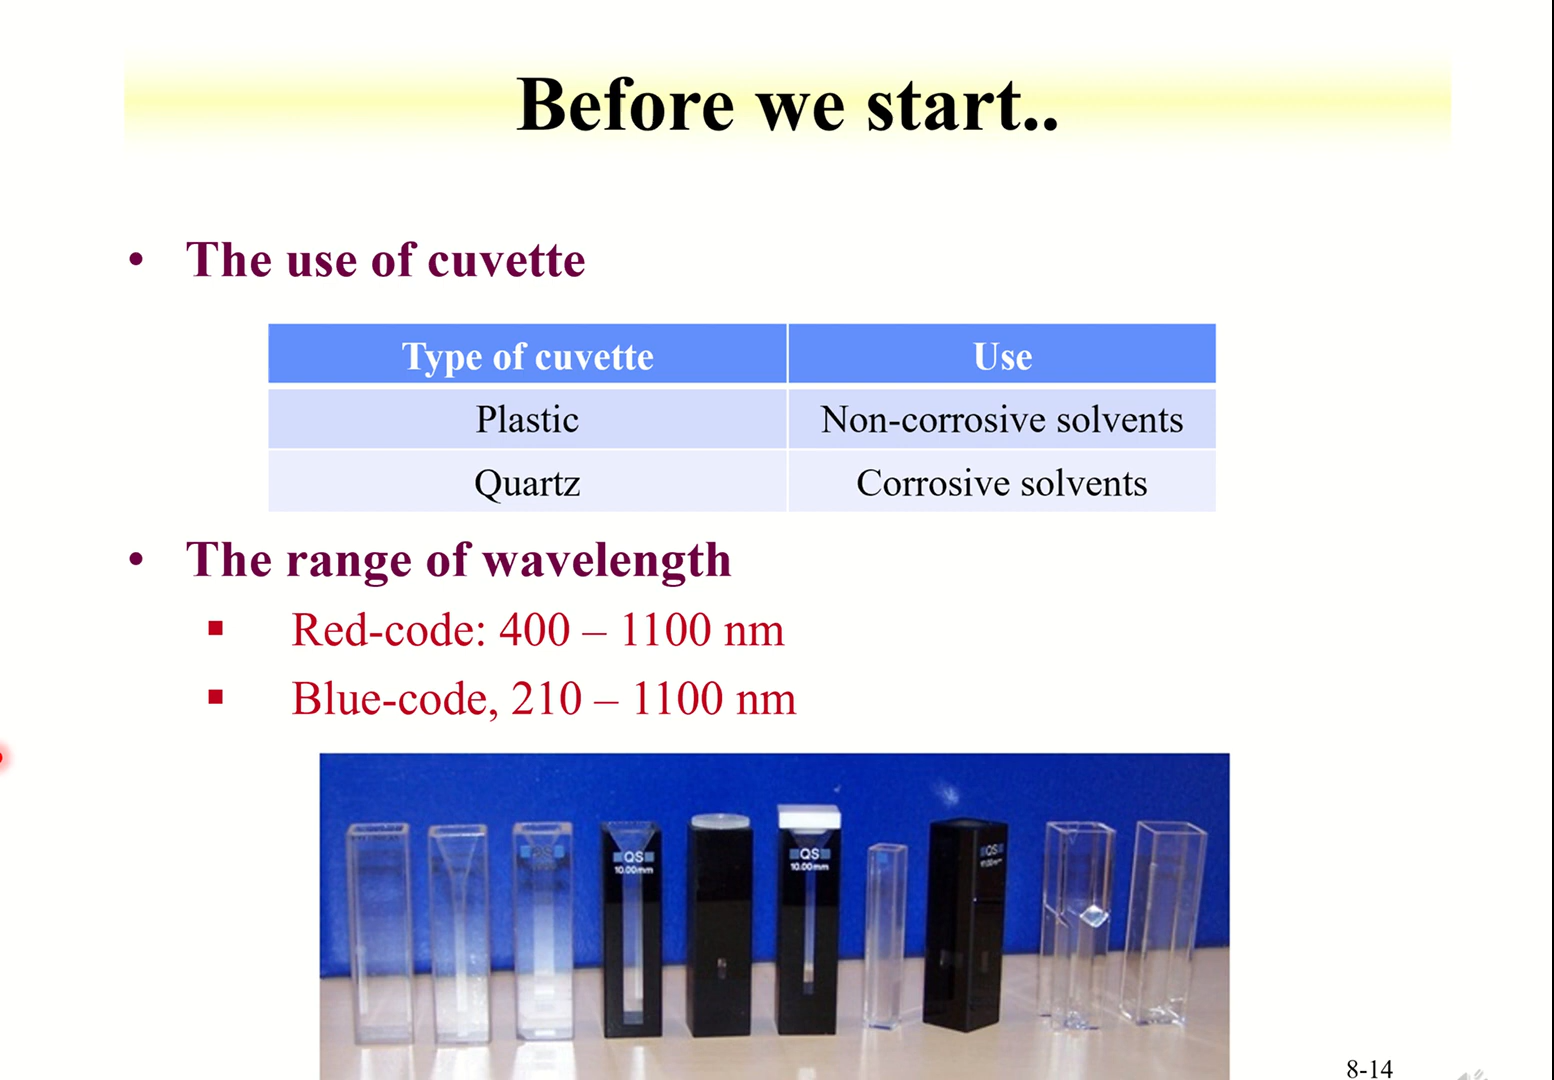 Before we start..
• The use of cuvette
Type of cuvette Use
Plastic Non-corrosive solvents
Quartz Corrosive solvents
• The range of wavelength
▪ Red-code: 400 – 1100 nm
▪ Blue-code, 210 – 1100 nm
QS QS QS
10.00mm 10.00mm
8-14